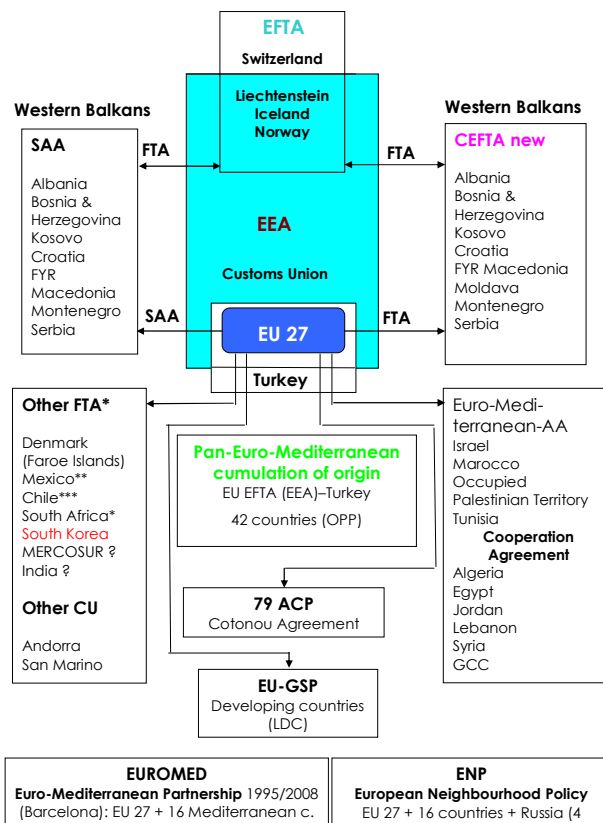 EFTA
Switzerland
Liechtenstein
Iceland
Norway
Western Balkans
SAA
Albania
Bosnia &
Herzegovina
Kosovo
Croatia
FYR
Macedonia
Montenegro
Serbia
FTA
FTA
Western Balkans
CEFTA new
Albania
Bosnia &
Herzegovina
Kosovo
Croatia
FYR Macedonia
Moldava
Montenegro
Serbia
EEA
Customs Union
SAA
EU 27
FTA
Turkey
Other FTA*
Denmark
(Faroe Islands)
Mexico**
Chile***
South Africa*
South Korea
MERCOSUR ?
India ?
Other CU
Andorra
San Marino
Pan-Euro-Mediterranean
cumulation of origin
EU EFTA (EEA)–Turkey
42 countries (OPP)
Euro-Medi-
terranean-AA
Israel
Marocco
Occupied
Palestinian Territory
Tunisia
Cooperation
Agreement
Algeria
Egypt
Jordan
Lebanon
Syria
GCC
79 ACP
Cotonou Agreement
EU-GSP
Developing countries
(LDC)
EUROMED
Euro-Mediterranean Partnership 1995/2008
(Barcelona): EU 27 + 16 Mediterranean c.
ENP
European Neighbourhood Policy
EU 27 + 16 countries + Russia (4